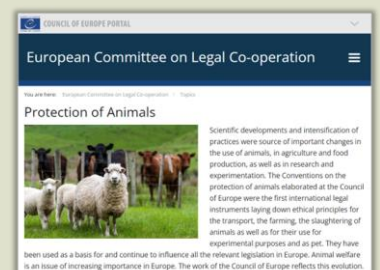 COUNCIL OF EUROPE PORTAL
European Committee on Legal Co-operation
You are here: European Committee on Legal Co-operation / Topics
Protection of Animals
Scientific developments and intensification of
practices were source of important changes in
the use of animals, in agriculture and food
production, as well as in research and
experimentation. The Conventions on the
protection of animals elaborated at the Council
of Europe were the first international legal
instruments laying down ethical principles for
the transport, the farming, the slaughtering of
animals as well as for their use for
experimental purposes and as pet. They have
been used as a basis for and continue to influence all the relevant legislation in Europe. Animal welfare
is an issue of increasing importance in Europe. The work of the Council of Europe reflects this evolution.